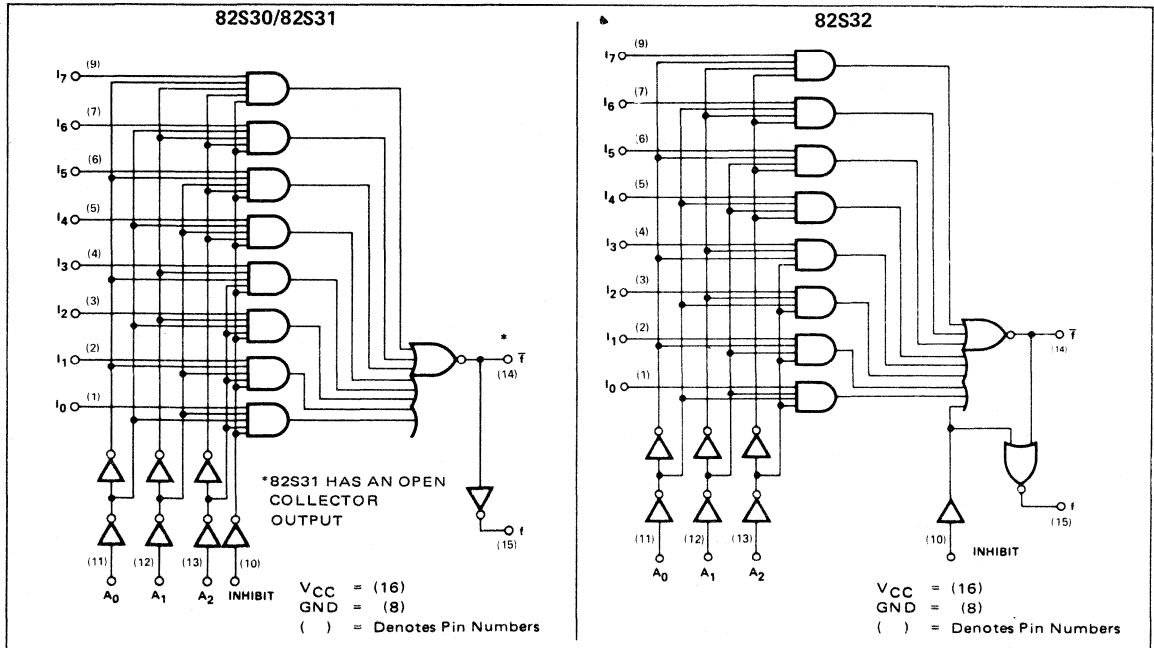 82S30/82S31
I7 (9)
I6 (7)
I5 (6)
I4 (5)
I3 (4)
I2 (3)
I1 (2)
I0 (1)
*
f̅
(14)
*82S31 HAS AN OPEN
COLLECTOR
OUTPUT
f
(15)
(11) (12) (13) (10)
A0 A1 A2 INHIBIT
VCC = (16)
GND = (8)
( ) = Denotes Pin Numbers
82S32
I7 (9)
I6 (7)
I5 (6)
I4 (5)
I3 (4)
I2 (3)
I1 (2)
I0 (1)
f̅
(14)
f
(15)
(11) (12) (13) (10)
A0 A1 A2 INHIBIT
VCC = (16)
GND = (8)
( ) = Denotes Pin Numbers